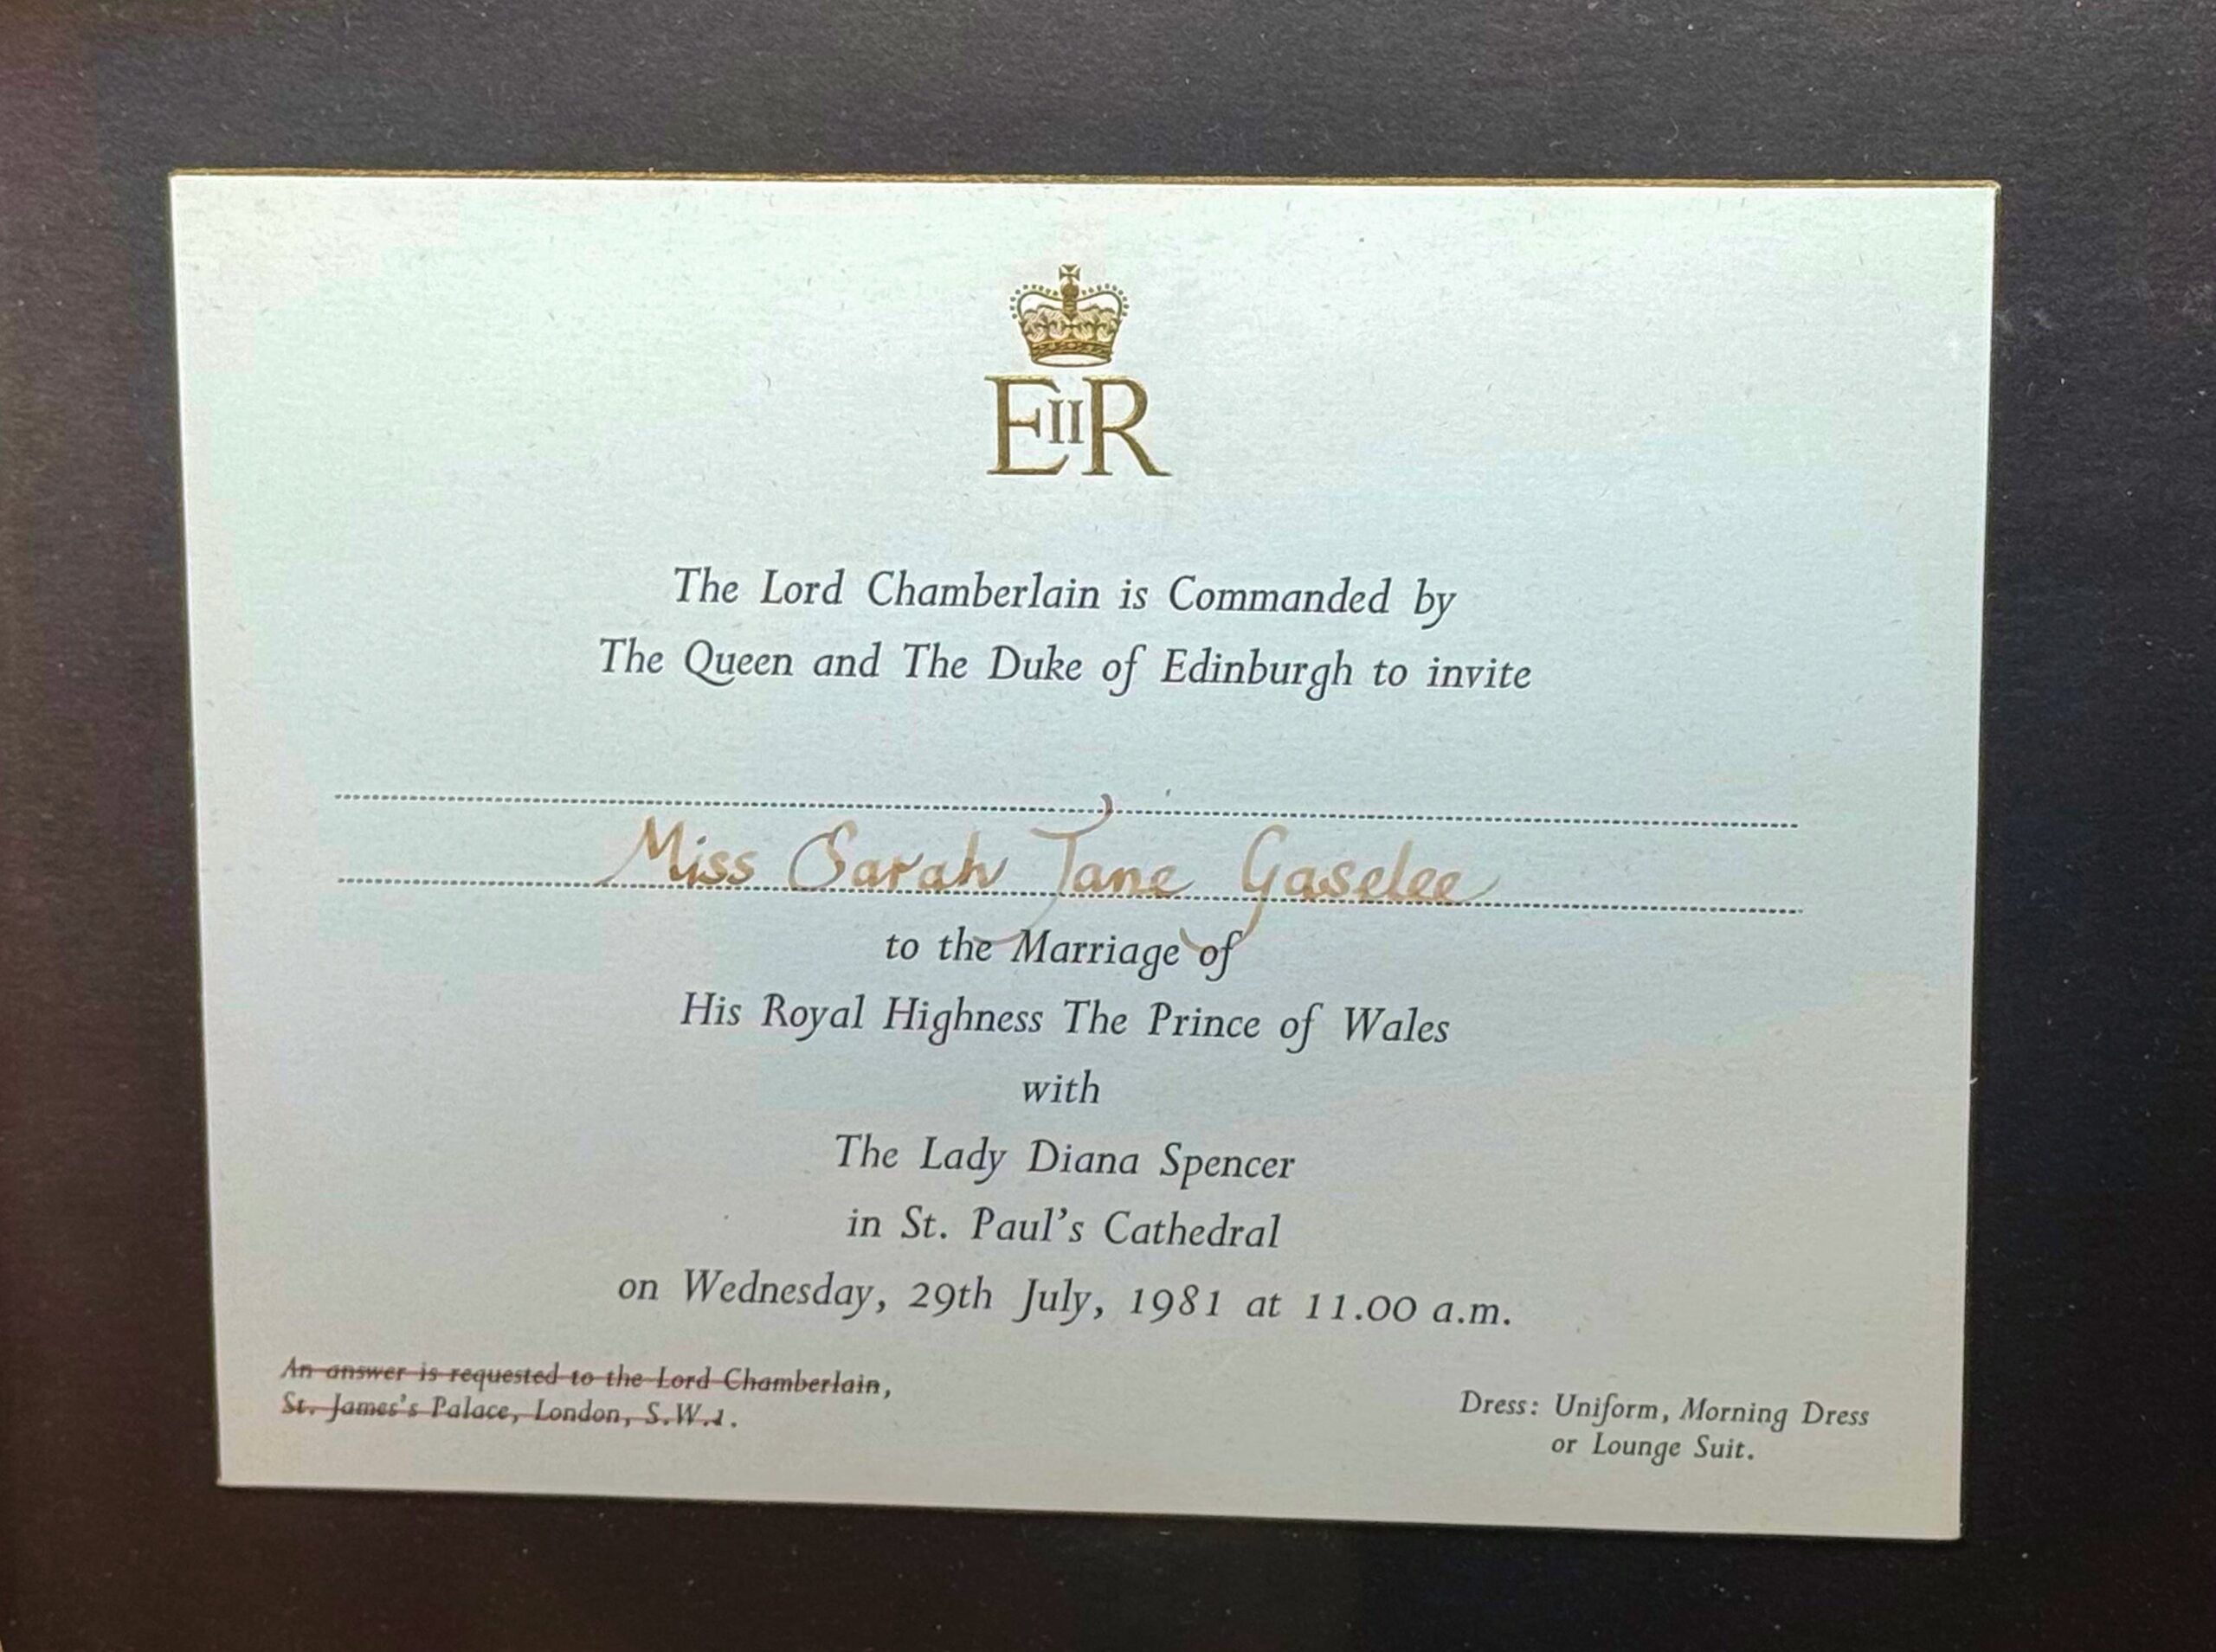 EIIR
The Lord Chamberlain is Commanded by
The Queen and The Duke of Edinburgh to invite
Miss Sarah Jane Gaselee
to the Marriage of
His Royal Highness The Prince of Wales
with
The Lady Diana Spencer
in St. Paul's Cathedral
on Wednesday, 29th July, 1981 at 11.00 a.m.
An answer is requested to the Lord Chamberlain,
St. James's Palace, London, S.W.1.
Dress: Uniform, Morning Dress
or Lounge Suit.